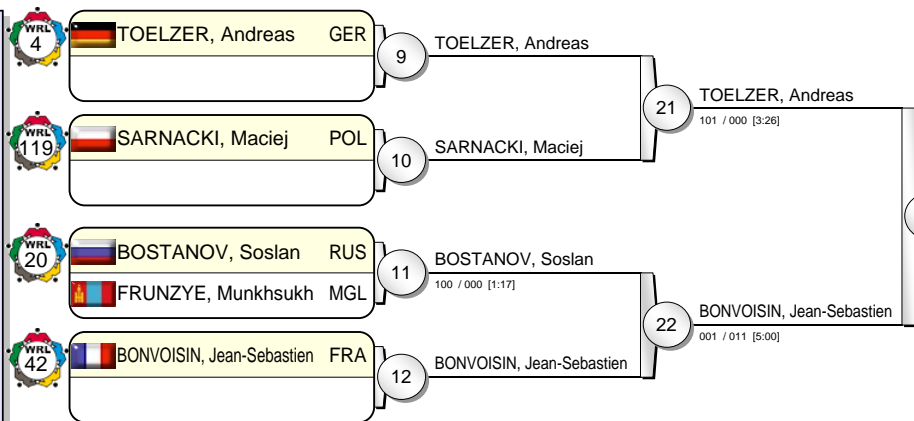 WRL 4 TOELZER, Andreas GER
9 TOELZER, Andreas
21 TOELZER, Andreas
101 / 000 [3:26]
WRL 119 SARNACKI, Maciej POL
10 SARNACKI, Maciej
WRL 20 BOSTANOV, Soslan RUS
FRUNZYE, Munkhsukh MGL
11 BOSTANOV, Soslan
100 / 000 [1:17]
22 BONVOISIN, Jean-Sebastien
001 / 011 [5:00]
WRL 42 BONVOISIN, Jean-Sebastien FRA
12 BONVOISIN, Jean-Sebastien